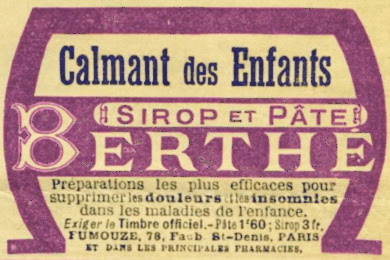 Calmant des Enfants
SIROP ET PÂTE
BERTHÉ
Préparations les plus efficaces pour
supprimer les douleurs et les insomnies
dans les maladies de l'enfance.
Exiger le Timbre officiel. - Pâte 1f60; Sirop 3 fr.
FUMOUZE, 78, Faub. St-Denis, PARIS
ET DANS LES PRINCIPALES PHARMACIES.